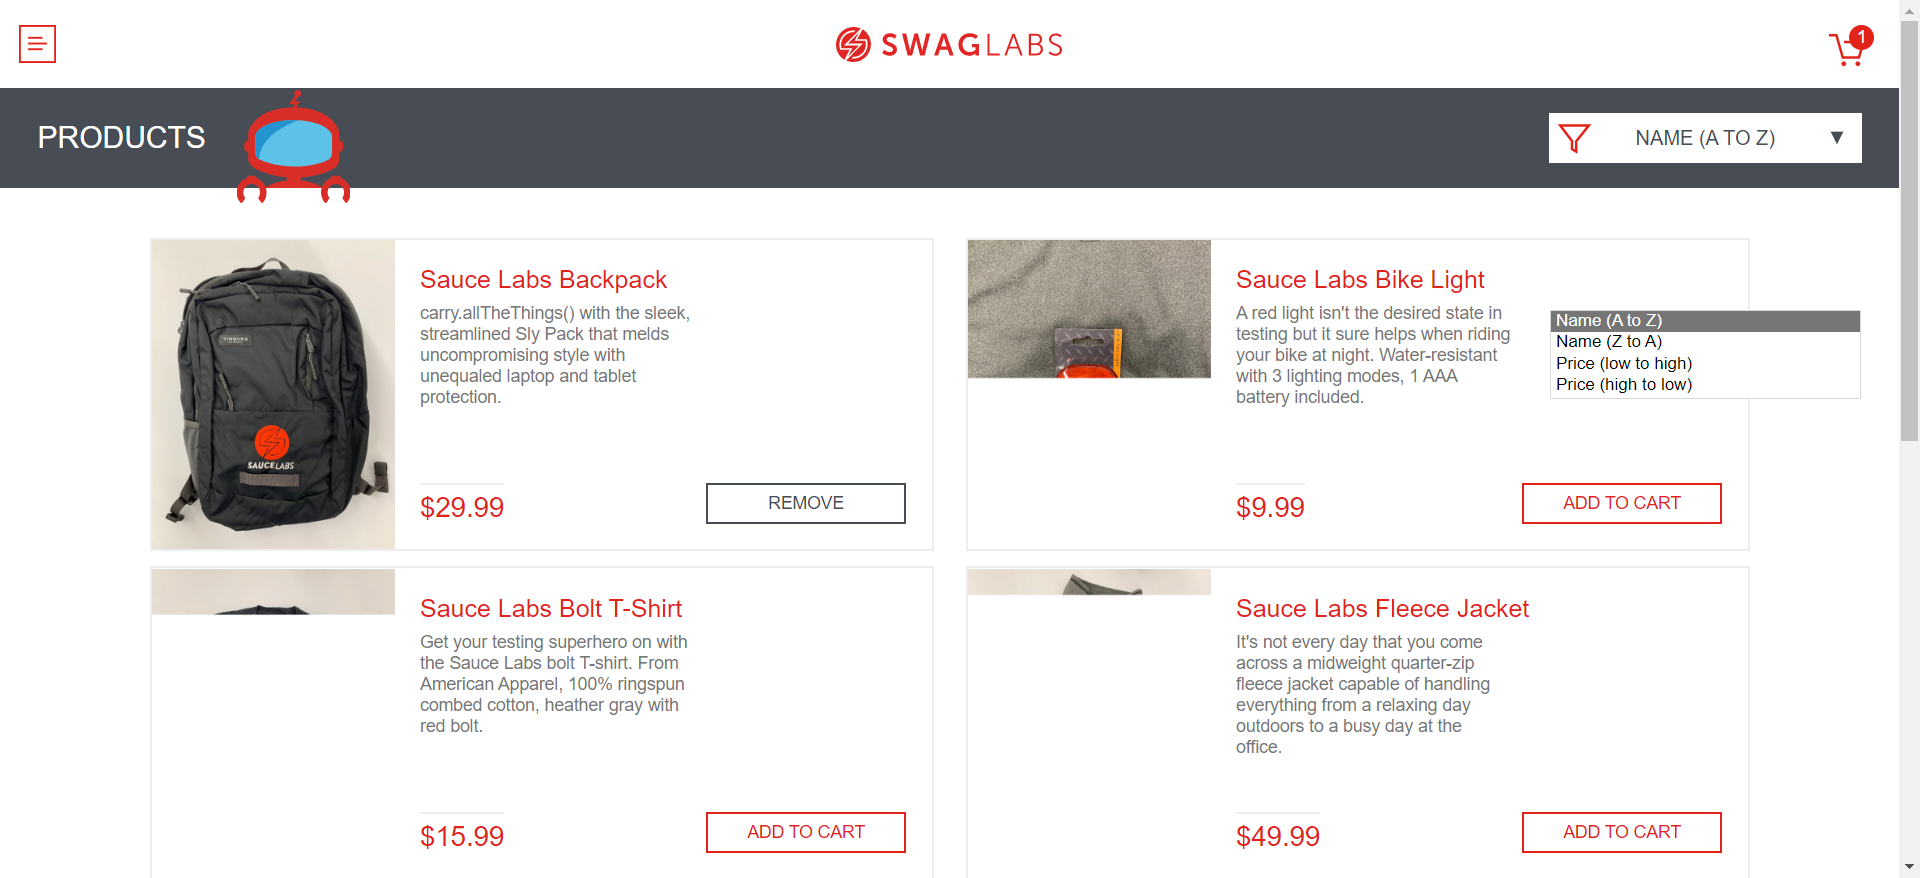 SWAGLABS
1
PRODUCTS
NAME (A TO Z) ▼
Sauce Labs Backpack
carry.allTheThings() with the sleek,
streamlined Sly Pack that melds
uncompromising style with
unequaled laptop and tablet
protection.
$29.99
REMOVE
SAUCELABS
Sauce Labs Bike Light
A red light isn't the desired state in
testing but it sure helps when riding
your bike at night. Water-resistant
with 3 lighting modes, 1 AAA
battery included.
$9.99
ADD TO CART
Name (A to Z)
Name (Z to A)
Price (low to high)
Price (high to low)
Sauce Labs Bolt T-Shirt
Get your testing superhero on with
the Sauce Labs bolt T-shirt. From
American Apparel, 100% ringspun
combed cotton, heather gray with
red bolt.
$15.99
ADD TO CART
Sauce Labs Fleece Jacket
It's not every day that you come
across a midweight quarter-zip
fleece jacket capable of handling
everything from a relaxing day
outdoors to a busy day at the
office.
$49.99
ADD TO CART